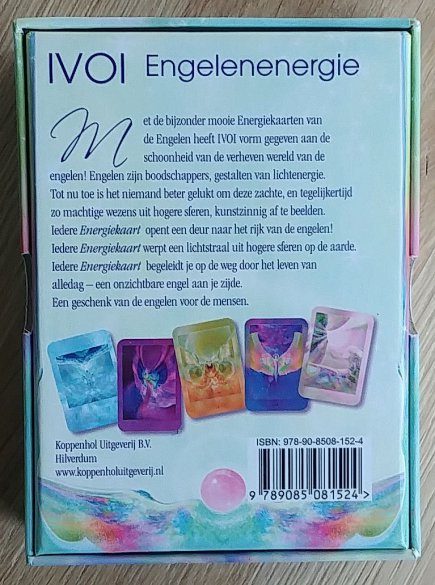 IVOI Engelenenergie
Met de bijzonder mooie Energiekaarten van
de Engelen heeft IVOI vorm gegeven aan de
schoonheid van de verheven wereld van de
engelen! Engelen zijn boodschappers, gestalten van lichtenergie.
Tot nu toe is het niemand beter gelukt om deze zachte, en tegelijkertijd
zo machtige wezens uit hogere sferen, kunstzinnig af te beelden.
Iedere Energiekaart opent een deur naar het rijk van de engelen!
Iedere Energiekaart werpt een lichtstraal uit hogere sferen op de aarde.
Iedere Energiekaart begeleidt je op de weg door het leven van
alledag – een onzichtbare engel aan je zijde.
Een geschenk van de engelen voor de mensen.
Koppenhol Uitgeverij B.V.
Hilverdum
www.koppenholuitgeverij.nl
ISBN: 978-90-8508-152-4
9 789085 081524>